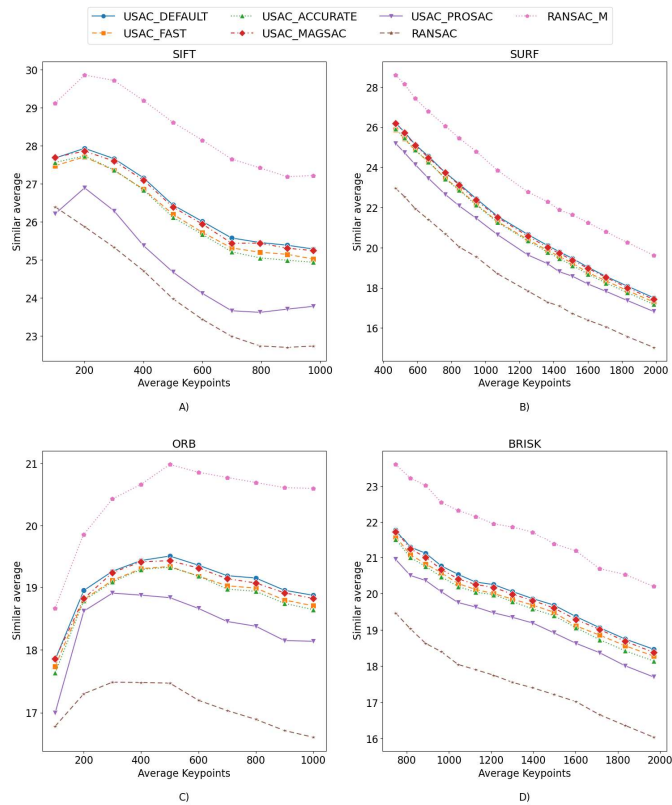 USAC_DEFAULT USAC_ACCURATE USAC_PROSAC RANSAC_M
USAC_FAST USAC_MAGSAC RANSAC
SIFT
30
29
28
27
26
25
24
23
Similar average
200 400 600 800 1000
Average Keypoints
A)
SURF
28
26
24
22
20
18
16
Similar average
400 600 800 1000 1200 1400 1600 1800 2000
Average Keypoints
B)
ORB
21
20
19
18
17
Similar average
200 400 600 800 1000
Average Keypoints
C)
BRISK
23
22
21
20
19
18
17
16
Similar average
800 1000 1200 1400 1600 1800 2000
Average Keypoints
D)